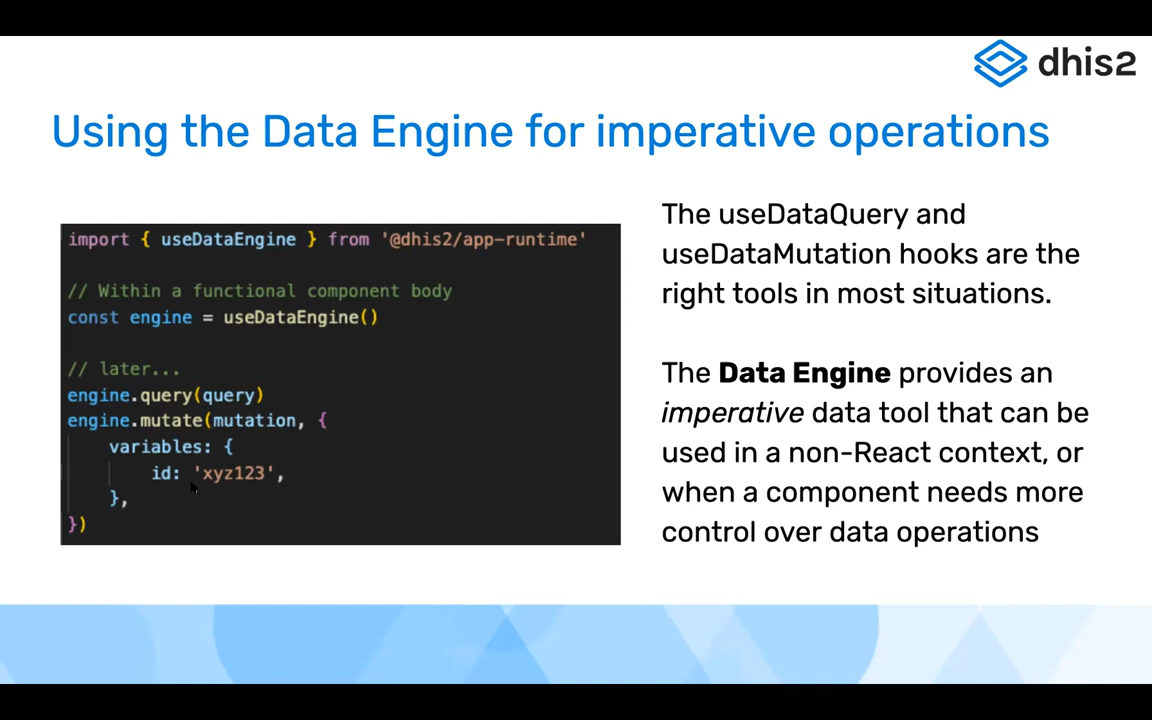 dhis2
Using the Data Engine for imperative operations
import { useDataEngine } from '@dhis2/app-runtime'
// Within a functional component body
const engine = useDataEngine()
// later...
engine.query(query)
engine.mutate(mutation, {
variables: {
id: 'xyz123',
},
})
The useDataQuery and
useDataMutation hooks are the
right tools in most situations.
The Data Engine provides an
imperative data tool that can be
used in a non-React context, or
when a component needs more
control over data operations